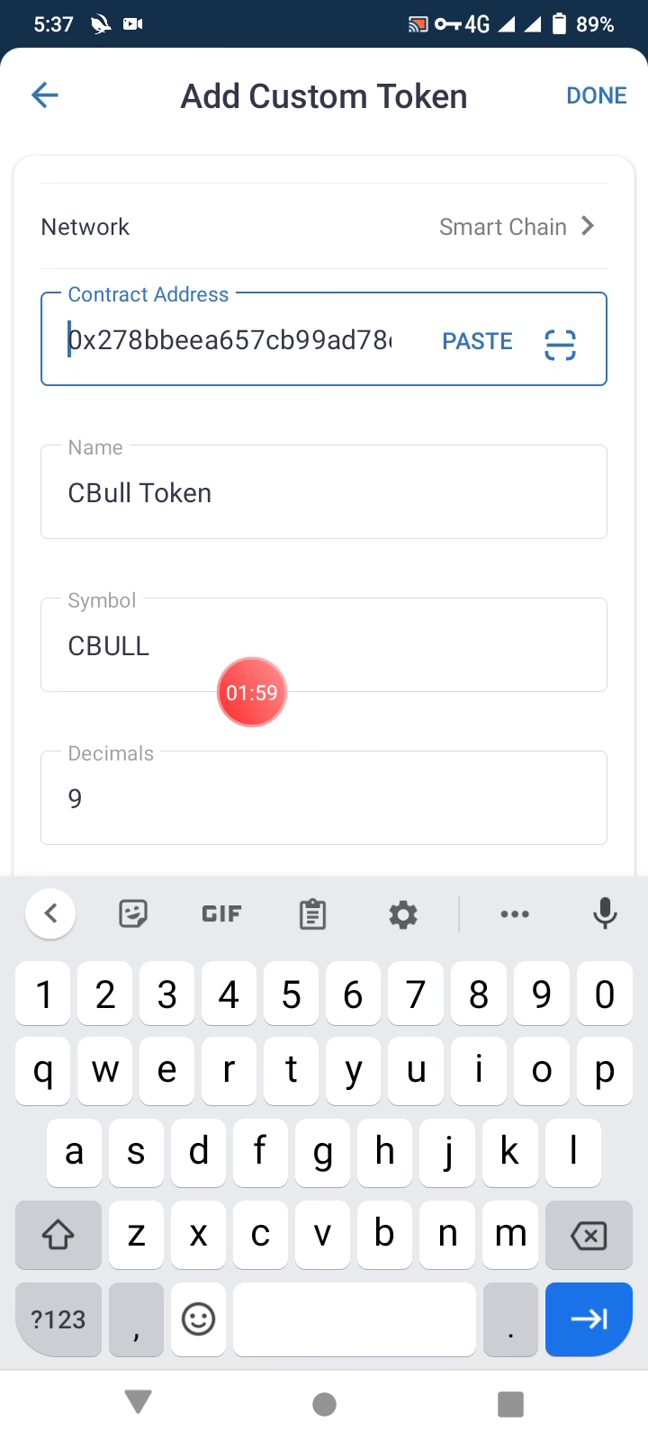 5:37 4G 89%
Add Custom Token DONE
Network Smart Chain
Contract Address
0x278bbeea657cb99ad78 PASTE
Name
CBull Token
Symbol
CBULL
01:59
Decimals
9
GIF
1 2 3 4 5 6 7 8 9 0
q w e r t y u i o p
a s d f g h j k l
z x c v b n m
?123 , .